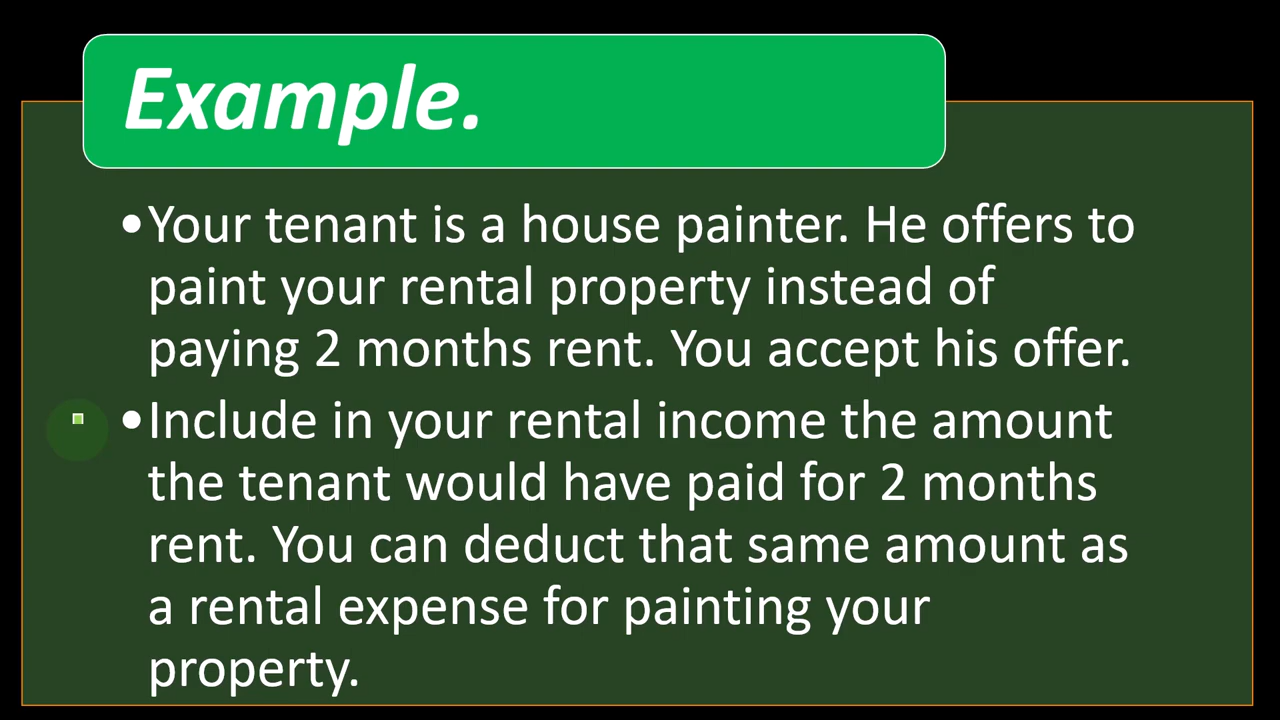 Example.
•Your tenant is a house painter. He offers to
paint your rental property instead of
paying 2 months rent. You accept his offer.
•Include in your rental income the amount
the tenant would have paid for 2 months
rent. You can deduct that same amount as
a rental expense for painting your
property.